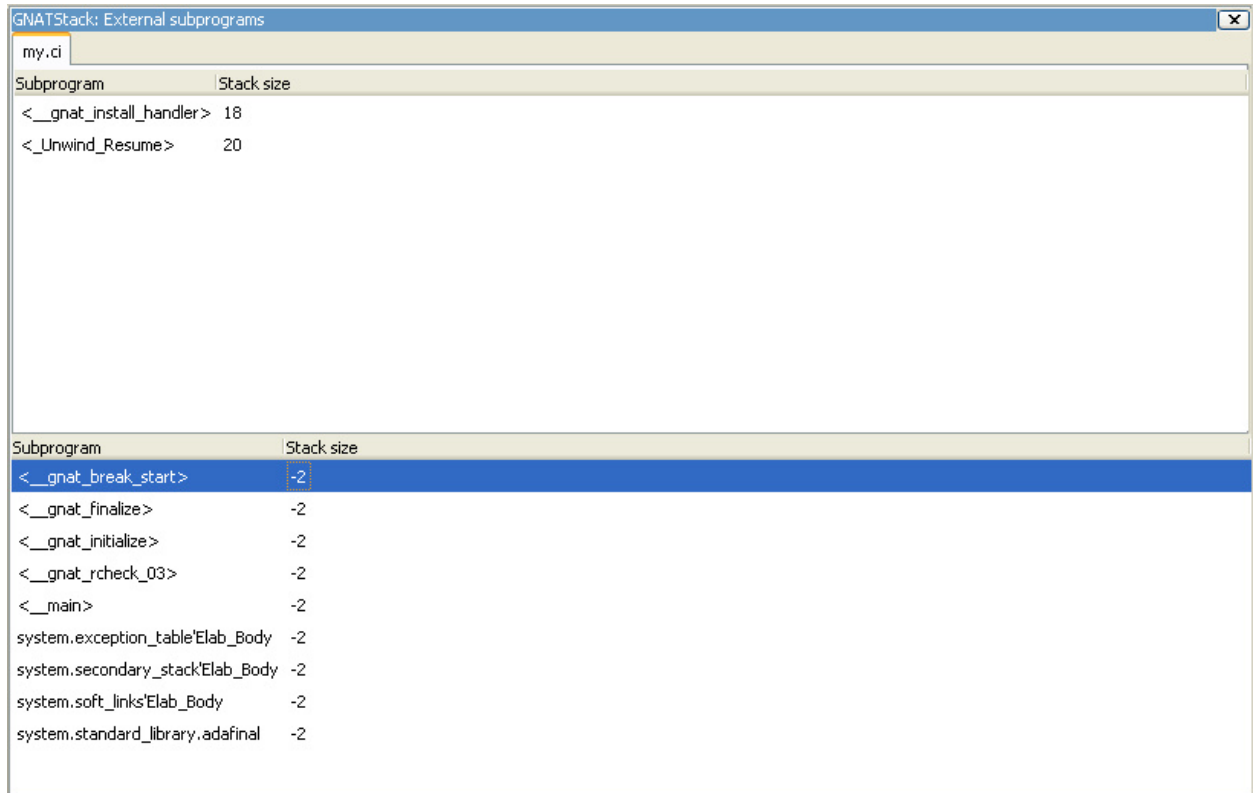 GNATStack: External subprograms
my.ci
Subprogram Stack size
<__gnat_install_handler> 18
<_Unwind_Resume> 20
Subprogram Stack size
<__gnat_break_start> -2
<__gnat_finalize> -2
<__gnat_initialize> -2
<__gnat_rcheck_03> -2
<__main> -2
system.exception_table'Elab_Body -2
system.secondary_stack'Elab_Body -2
system.soft_links'Elab_Body -2
system.standard_library.adafinal -2